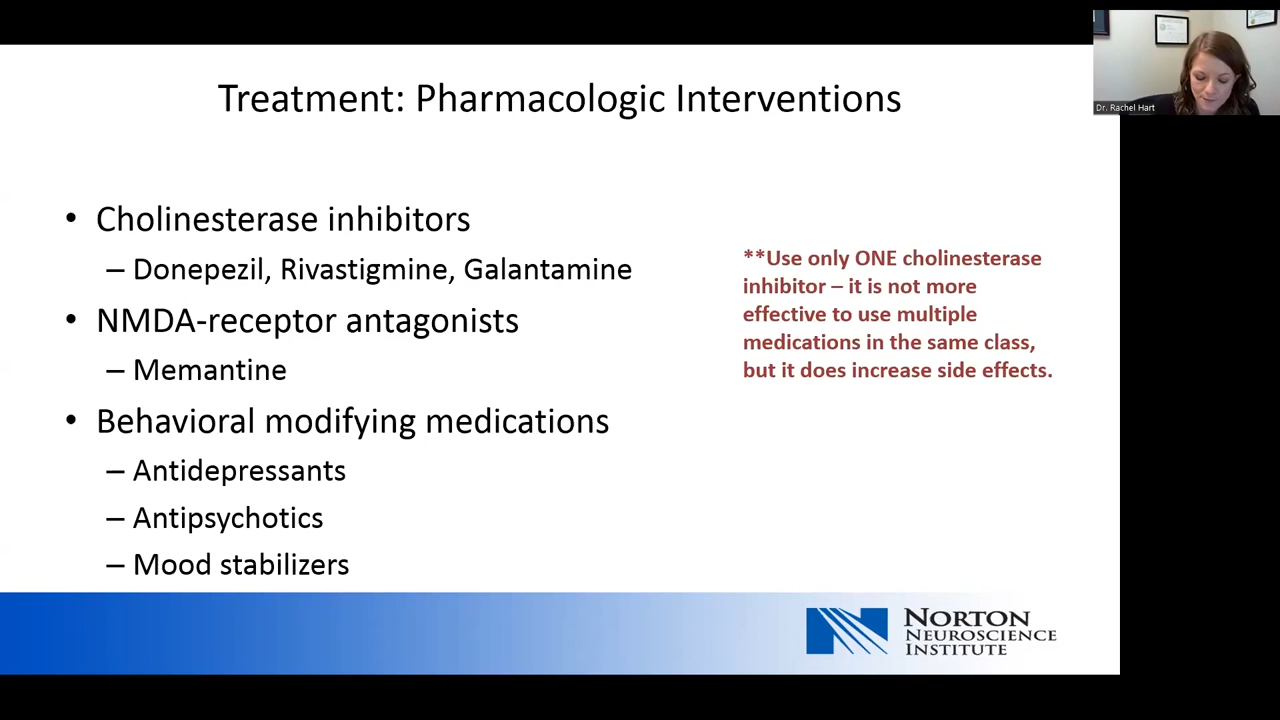 Treatment: Pharmacologic Interventions
• Cholinesterase inhibitors
– Donepezil, Rivastigmine, Galantamine
• NMDA-receptor antagonists
– Memantine
• Behavioral modifying medications
– Antidepressants
– Antipsychotics
– Mood stabilizers
**Use only ONE cholinesterase
inhibitor – it is not more
effective to use multiple
medications in the same class,
but it does increase side effects.
NORTON
NEUROSCIENCE
INSTITUTE
Dr. Rachel Hart